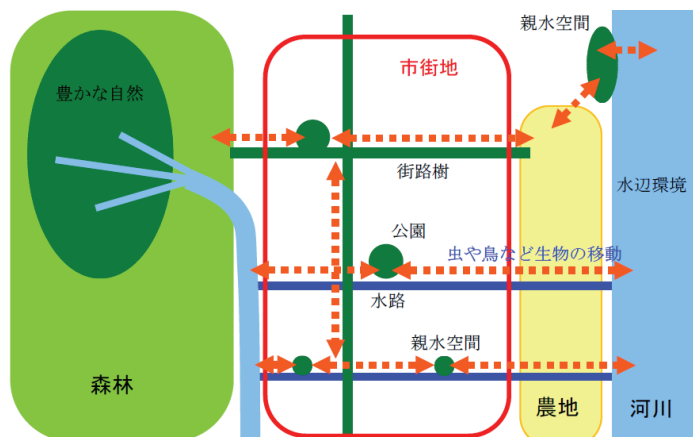 親水空間
市街地
豊かな自然
街路樹
水辺環境
公園
虫や鳥など生物の移動
水路
親水空間
森林
農地
河川